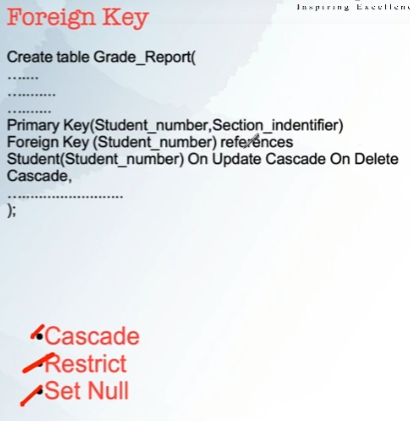 Inspiring Excellenc
Foreign Key
Create table Grade_Report(
.......
...........
..........
Primary Key(Student_number,Section_indentifier)
Foreign Key (Student_number) references
Student(Student_number) On Update Cascade On Delete
Cascade,
...........................
);
•Cascade
•Restrict
•Set Null